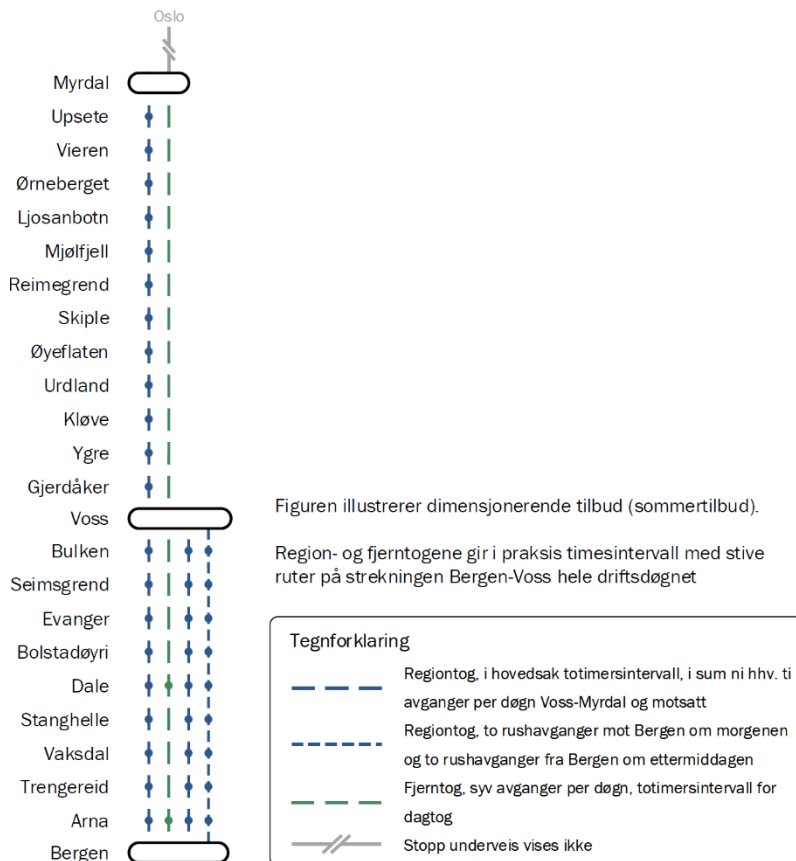 Oslo
Myrdal
Upsete
Vieren
Ørneberget
Ljosanbotn
Mjølfjell
Reimegrend
Skiple
Øyeflaten
Urdland
Kløve
Ygre
Gjerdåker
Voss
Bulken
Seimsgrend
Evanger
Bolstadøyri
Dale
Stanghelle
Vaksdal
Trengereid
Arna
Bergen
Figuren illustrerer dimensjonerende tilbud (sommertilbud).
Region- og fjerntogene gir i praksis timesintervall med stive
ruter på strekningen Bergen-Voss hele driftsdøgnet
Tegnforklaring
Regiontog, i hovedsak totimersintervall, i sum ni hhv. ti
avganger per døgn Voss-Myrdal og motsatt
Regiontog, to rushavganger mot Bergen om morgenen
og to rushavganger fra Bergen om ettermiddagen
Fjerntog, syv avganger per døgn, totimersintervall for
dagtog
Stopp underveis vises ikke